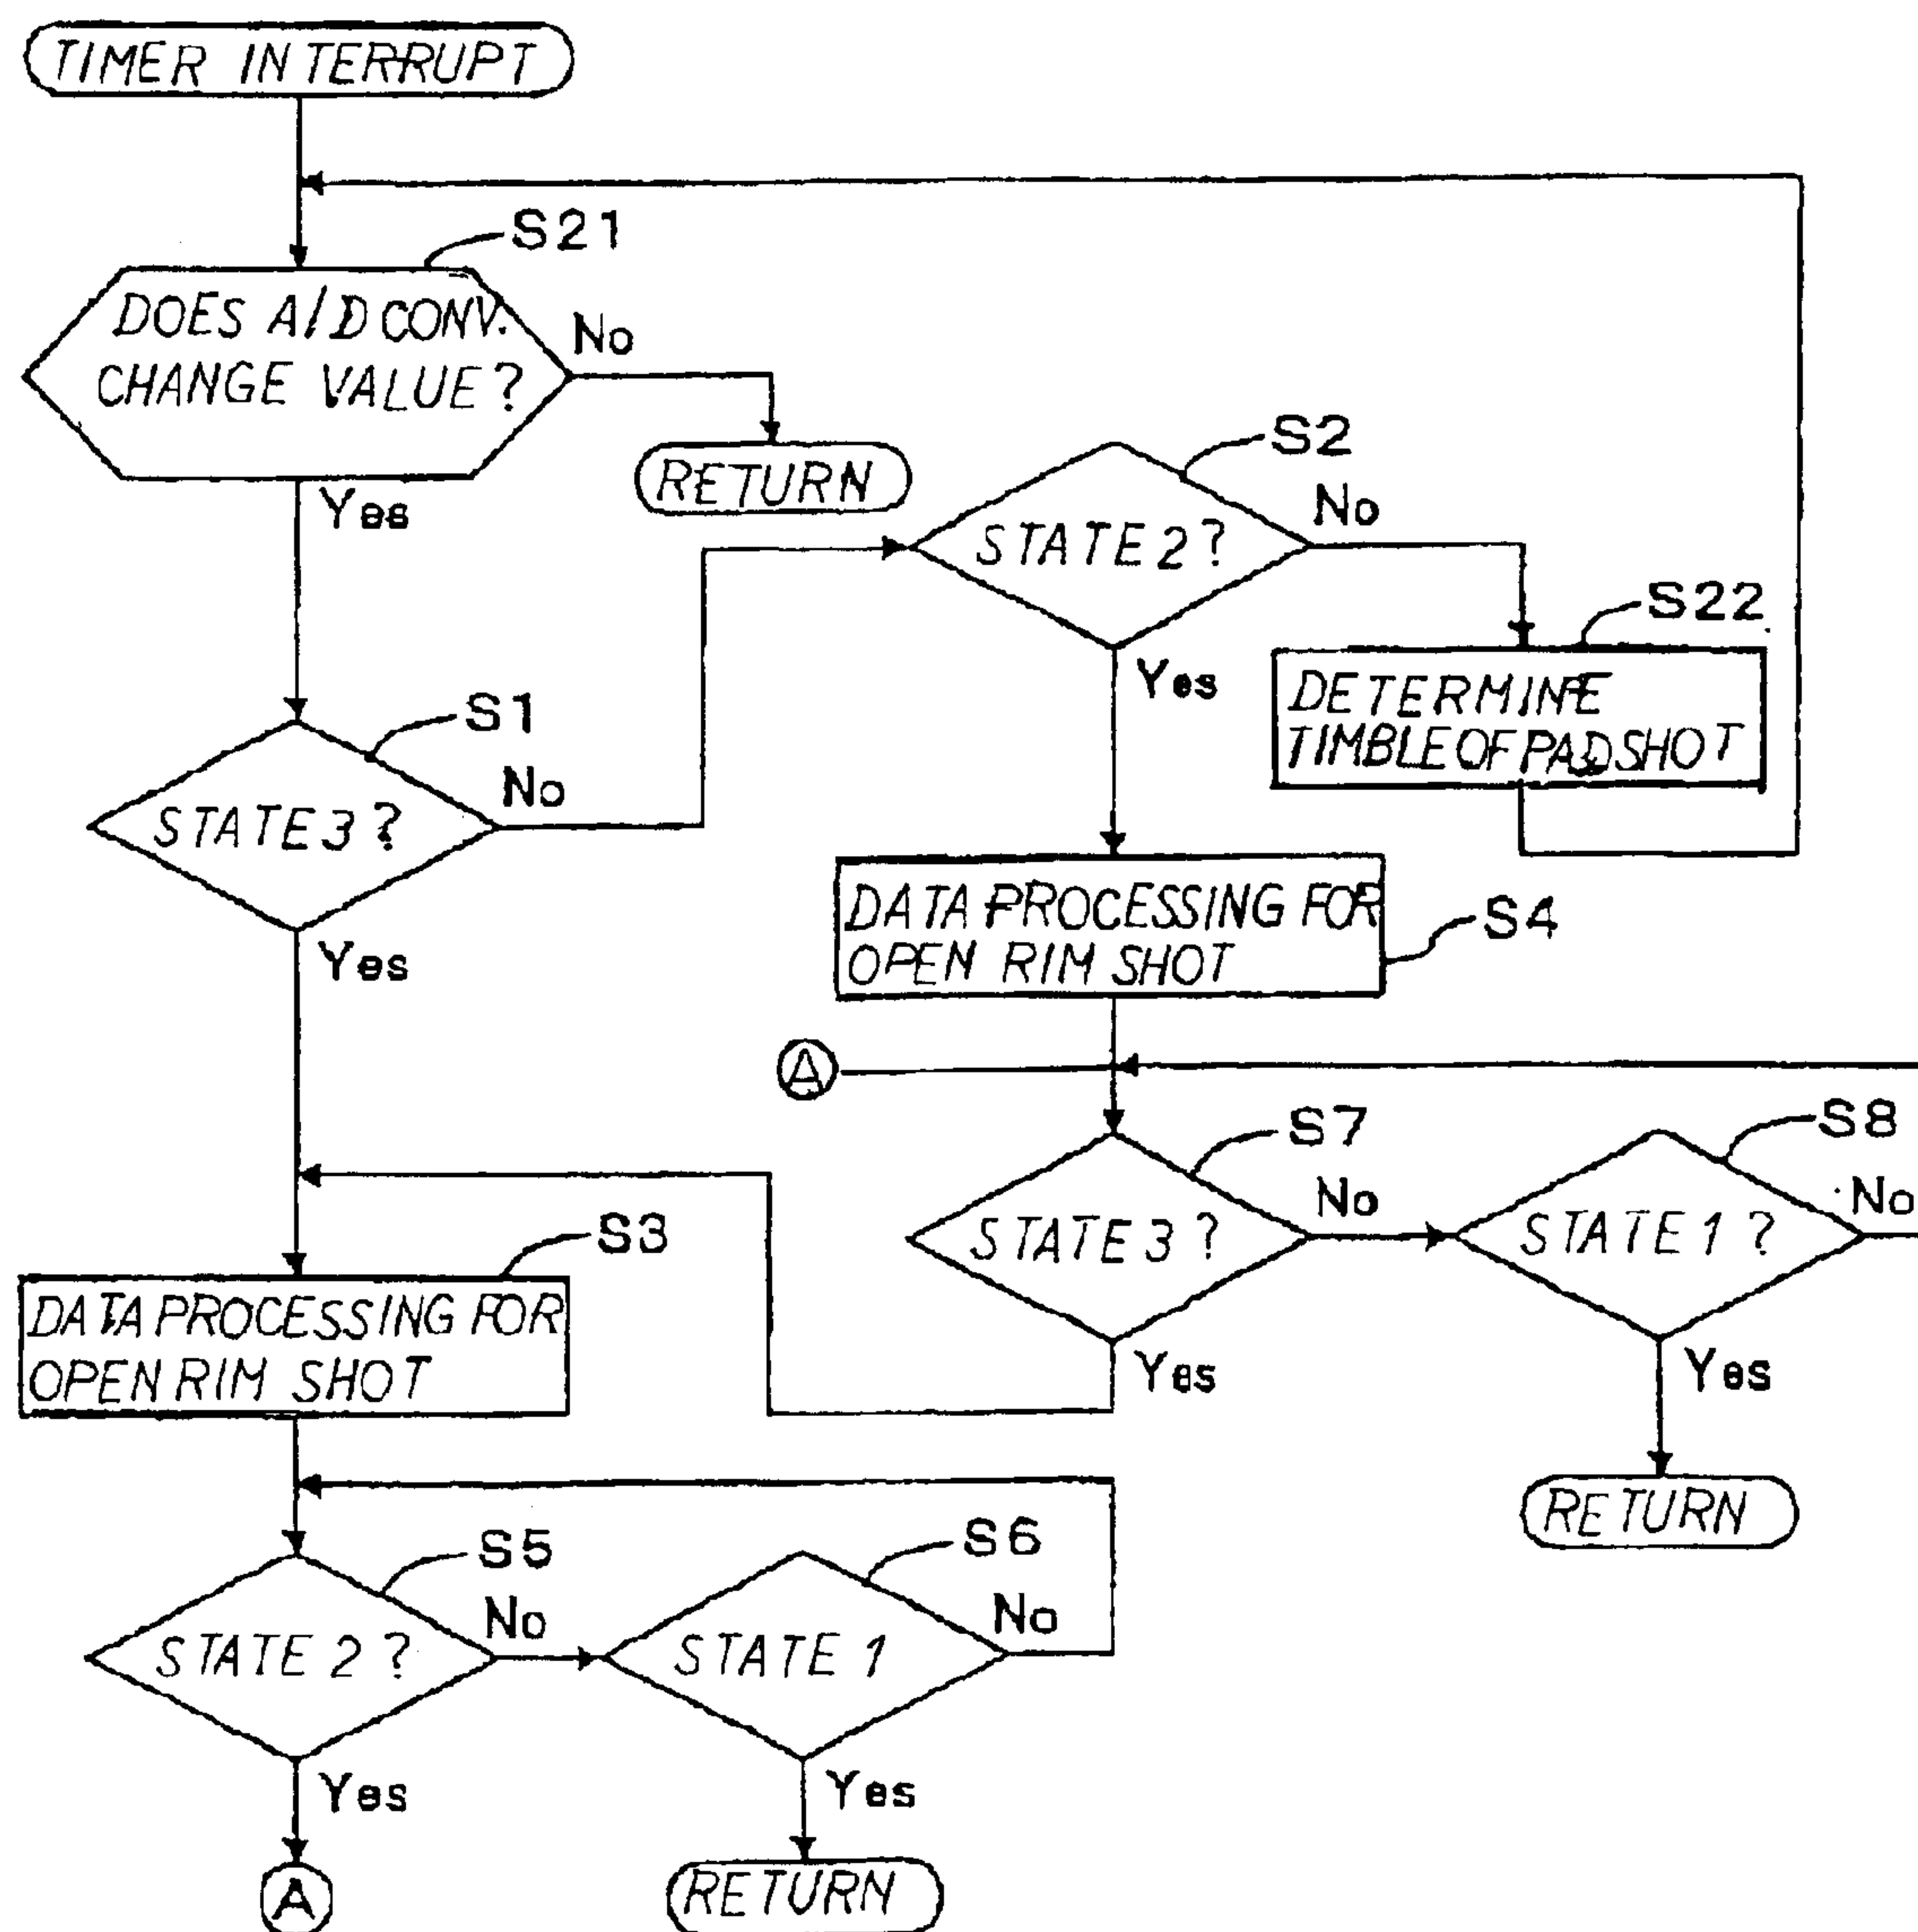 TIMER INTERRUPT
S21
DOES A/D CONV.
CHANGE VALUE?
No
RETURN
Yes
S2
STATE 2?
No
S22
DETERMINE
TIMBLE OF PAD SHOT
Yes
S1
STATE 3?
No
Yes
DATA PROCESSING FOR
OPEN RIM SHOT
S4
A
S7
STATE 3?
No
S8
STATE 1?
No
Yes
Yes
RETURN
S3
DATA PROCESSING FOR
OPEN RIM SHOT
S5
STATE 2?
No
S6
STATE 1
No
Yes
Yes
A
RETURN